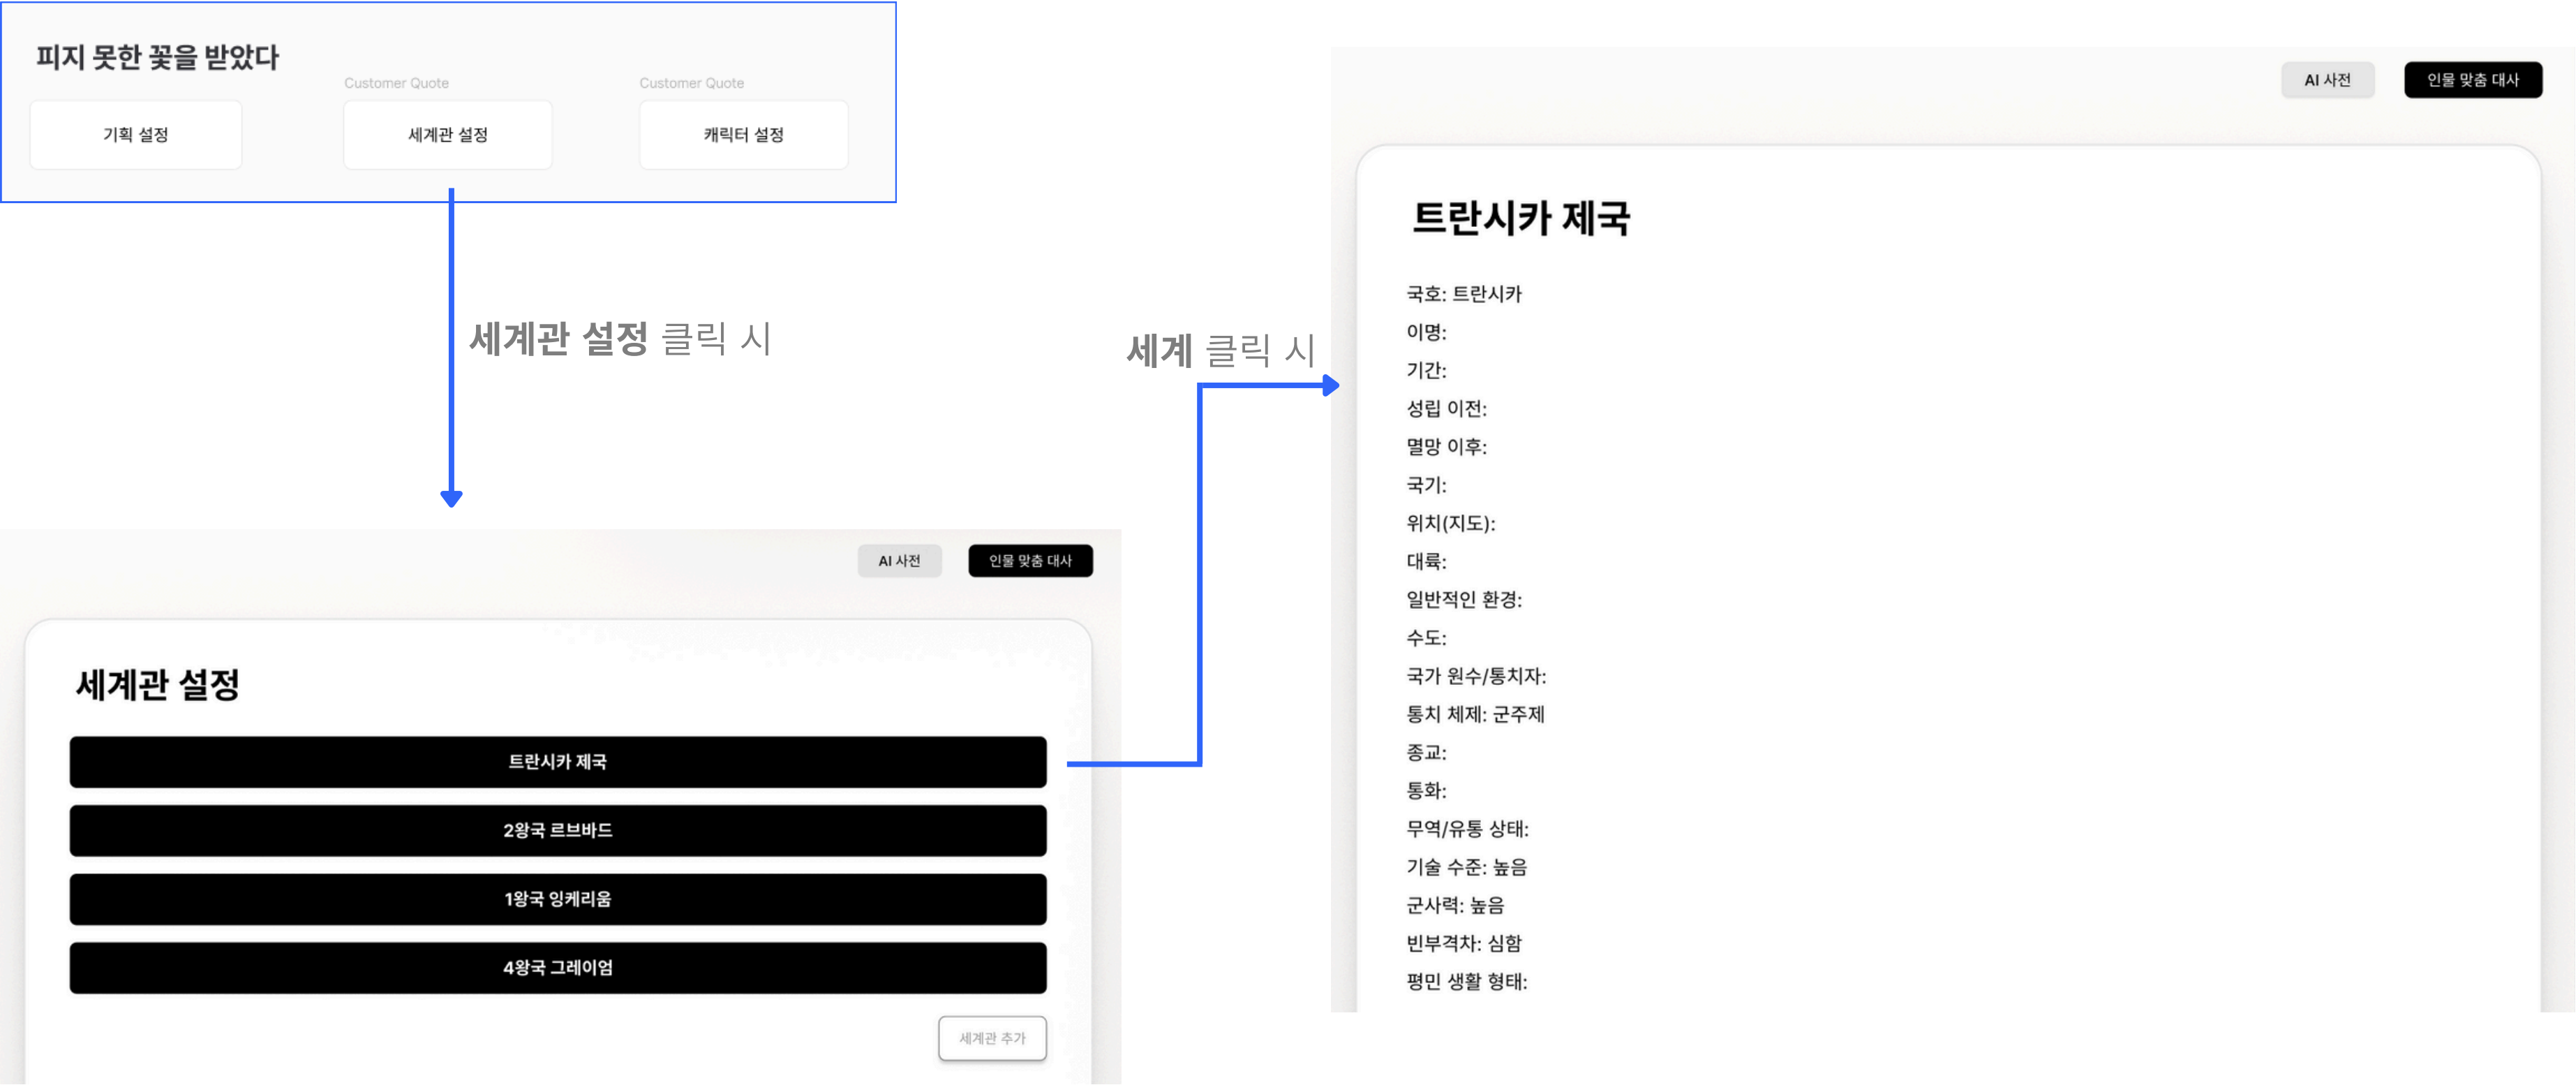 피지 못한 꽃을 받았다
Customer Quote
Customer Quote
기획 설정
세계관 설정
캐릭터 설정
세계관 설정 클릭 시
AI 사전
인물 맞춤 대사
세계관 설정
트란시카 제국
2왕국 르브바드
1왕국 잉케리움
4왕국 그레이엄
세계관 추가
세계 클릭 시
AI 사전
인물 맞춤 대사
트란시카 제국
국호: 트란시카
이명:
기간:
성립 이전:
멸망 이후:
국기:
위치(지도):
대륙:
일반적인 환경:
수도:
국가 원수/통치자:
통치 체제: 군주제
종교:
통화:
무역/유통 상태:
기술 수준: 높음
군사력: 높음
빈부격차: 심함
평민 생활 형태: